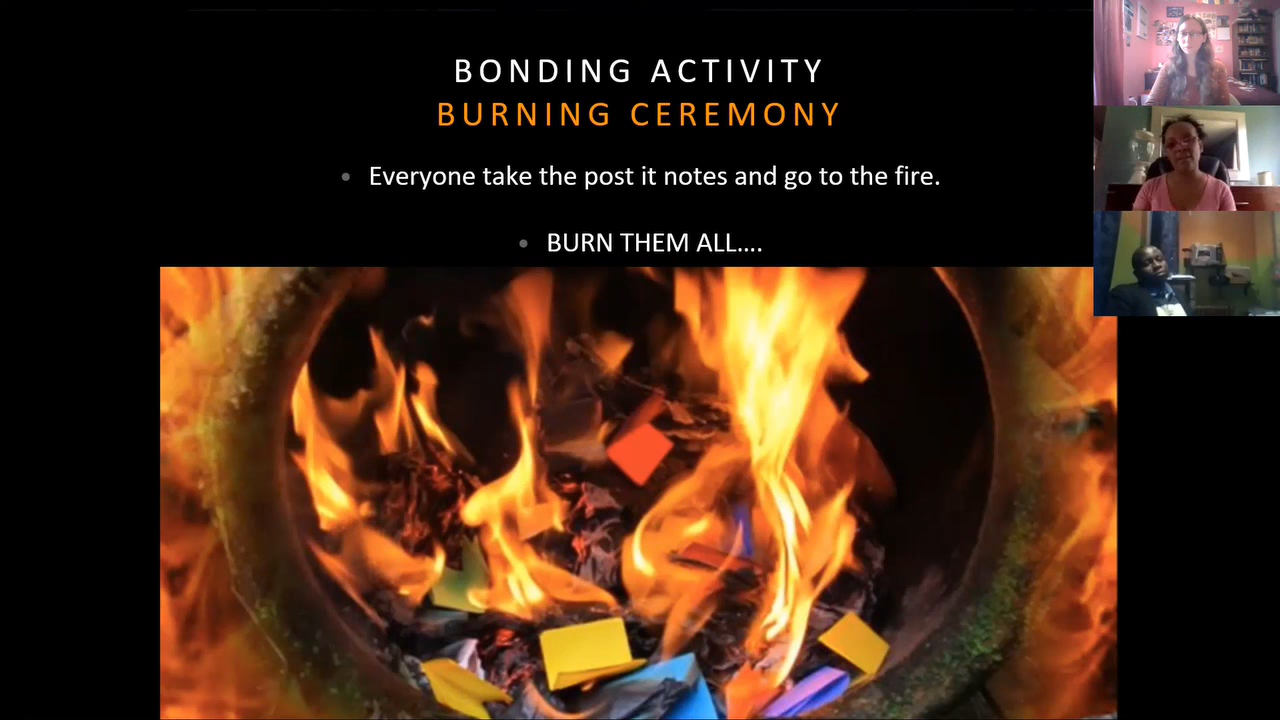 BONDING ACTIVITY
BURNING CEREMONY
Everyone take the post it notes and go to the fire.
BURN THEM ALL....